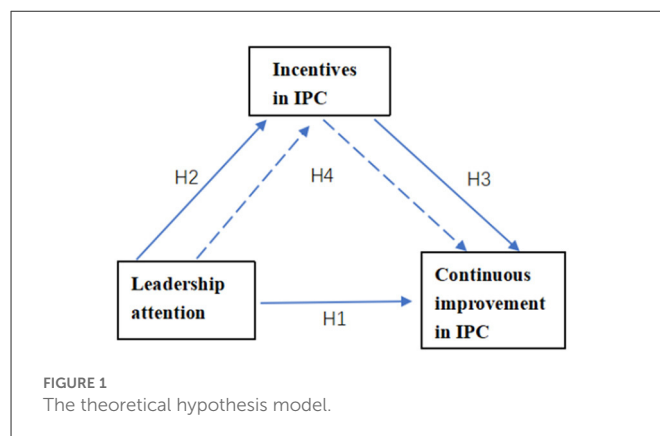 Incentives
in IPC
H2
H4
H3
Leadership
attention
H1
Continuous
improvement
in IPC
FIGURE 1
The theoretical hypothesis model.